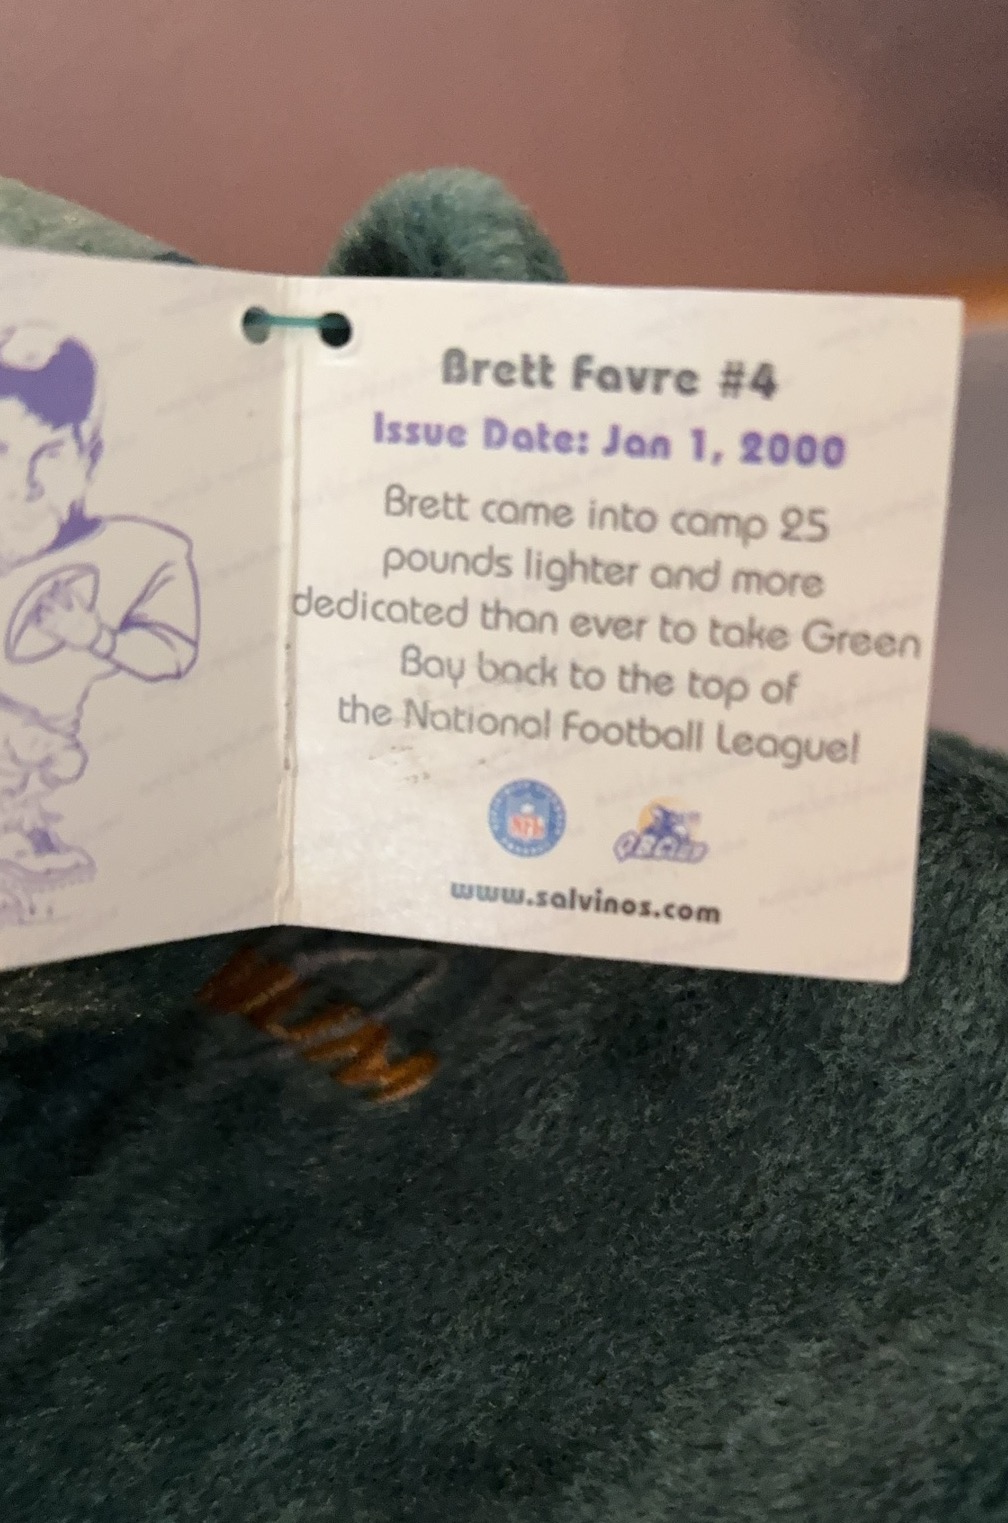 Brett Favre #4
Issue Date: Jan 1, 2000
Brett came into camp 25
pounds lighter and more
dedicated than ever to take Green
Bay back to the top of
the National Football League!
NFL
www.salvinos.com